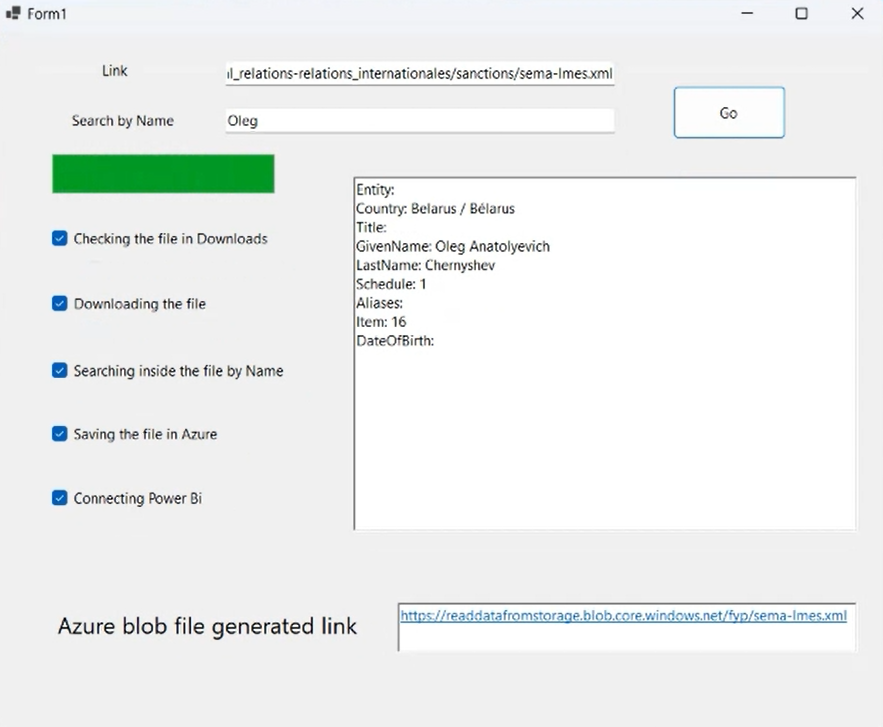 Form1
Link
l_relations-relations_internationales/sanctions/sema-lmes.xml
Search by Name
Oleg
Go
Checking the file in Downloads
Downloading the file
Searching inside the file by Name
Saving the file in Azure
Connecting Power Bi
Entity:
Country: Belarus / Bélarus
Title:
GivenName: Oleg Anatolyevich
LastName: Chernyshev
Schedule: 1
Aliases:
Item: 16
DateOfBirth:
Azure blob file generated link
https://readdatafromstorage.blob.core.windows.net/fyp/sema-lmes.xml